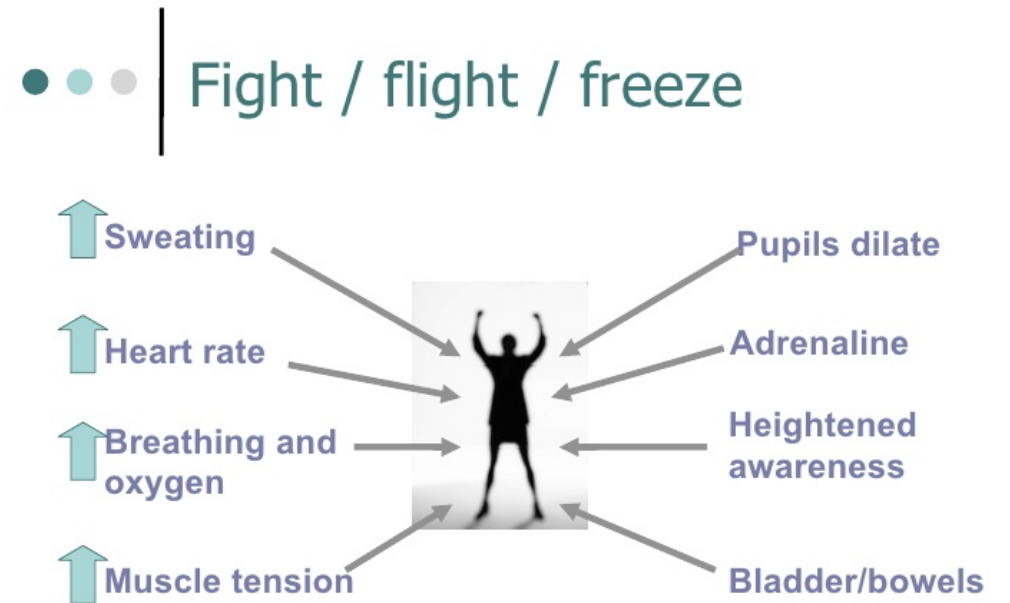 Fight / flight / freeze
Sweating
Heart rate
Breathing and
oxygen
Muscle tension
Pupils dilate
Adrenaline
Heightened
awareness
Bladder/bowels